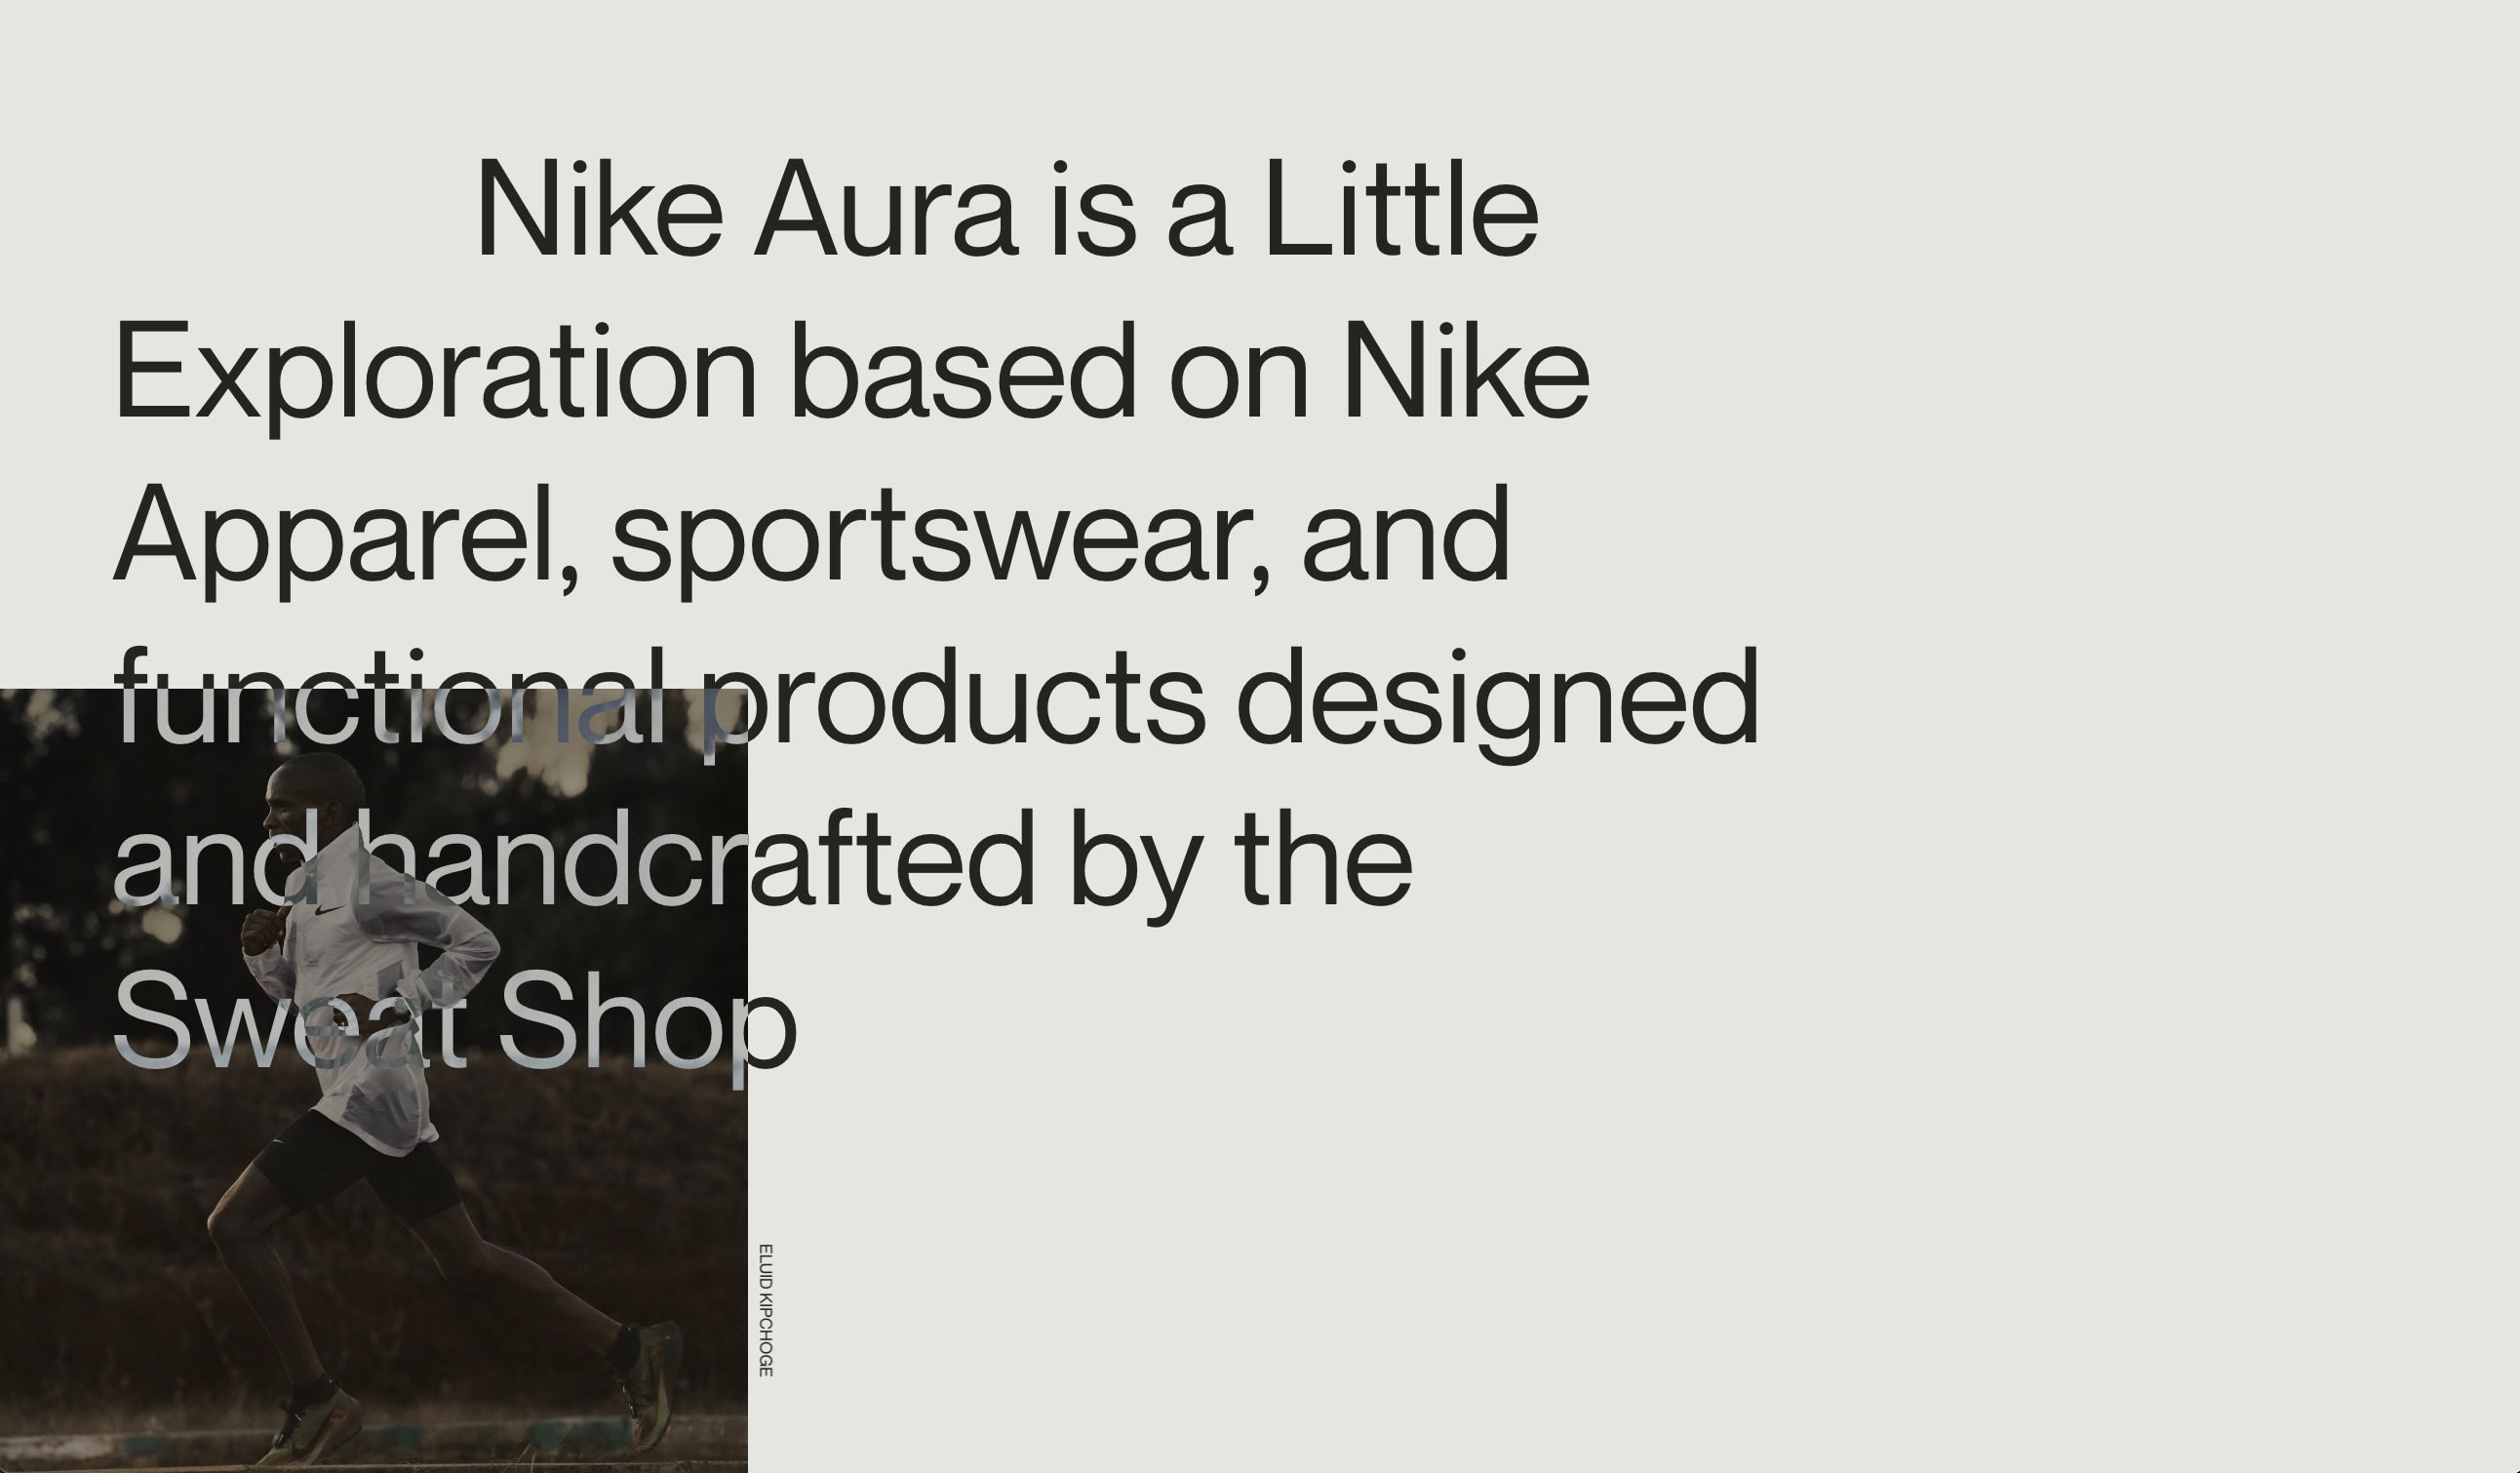 Nike Aura is a Little
Exploration based on Nike
Apparel, sportswear, and
functional products designed
and handcrafted by the
Sweat Shop
ELUID KIPCHOGE